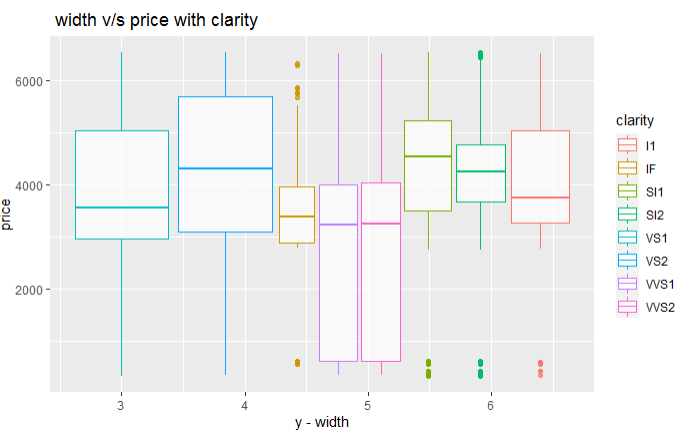 width v/s price with clarity
6000
4000
2000
price
3
4
5
6
y - width
clarity
I1
IF
SI1
SI2
VS1
VS2
VVS1
VVS2